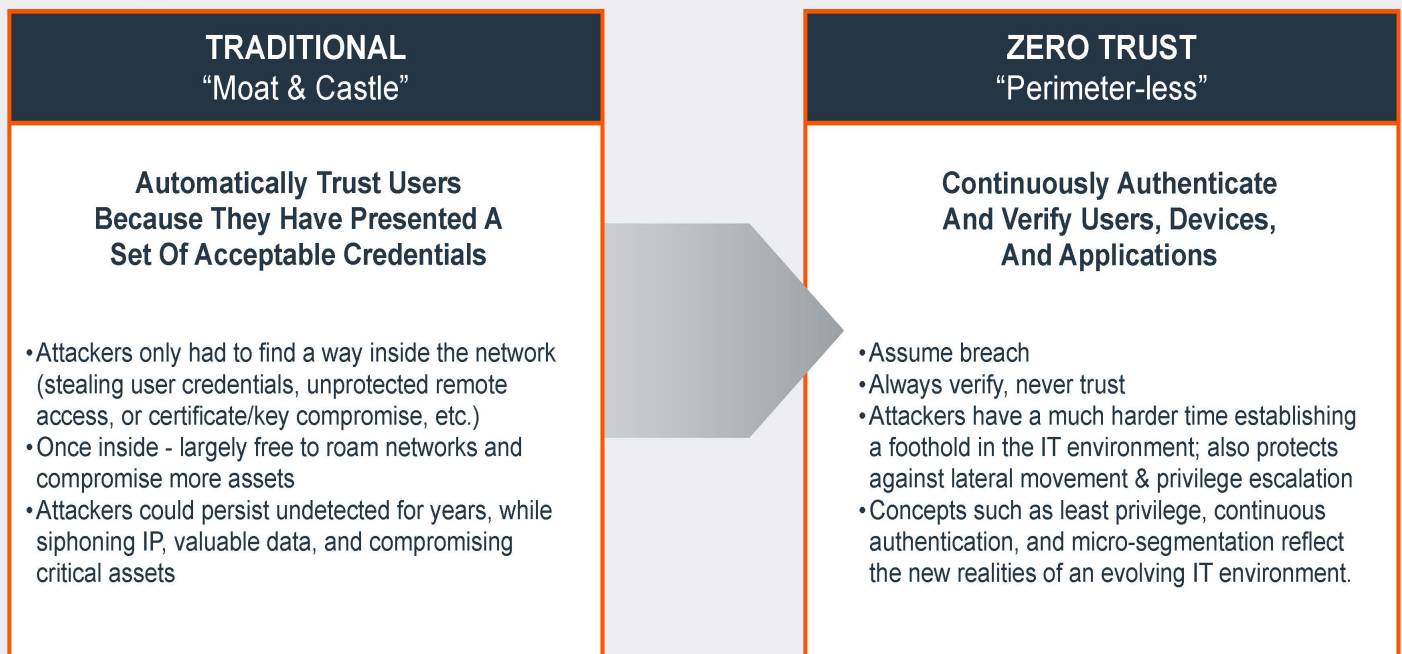 TRADITIONAL
“Moat & Castle”
Automatically Trust Users
Because They Have Presented A
Set Of Acceptable Credentials
•Attackers only had to find a way inside the network
(stealing user credentials, unprotected remote
access, or certificate/key compromise, etc.)
•Once inside - largely free to roam networks and
compromise more assets
•Attackers could persist undetected for years, while
siphoning IP, valuable data, and compromising
critical assets
ZERO TRUST
“Perimeter-less”
Continuously Authenticate
And Verify Users, Devices,
And Applications
•Assume breach
•Always verify, never trust
•Attackers have a much harder time establishing
a foothold in the IT environment; also protects
against lateral movement & privilege escalation
•Concepts such as least privilege, continuous
authentication, and micro-segmentation reflect
the new realities of an evolving IT environment.